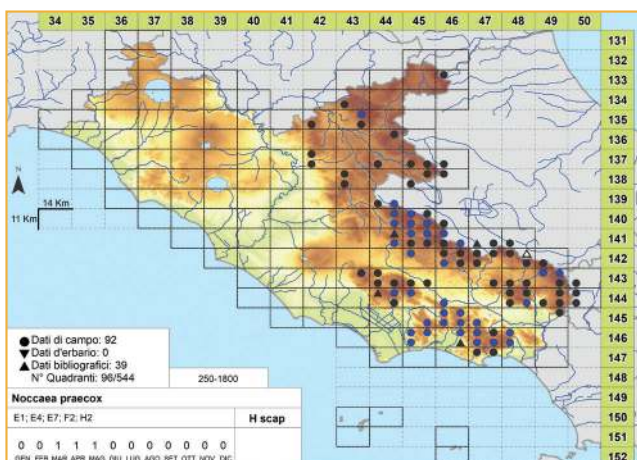 34 35 36 37 38 39 40 41 42 43 44 45 46 47 48 49 50
131
132
133
134
135
136
137
138
139
140
141
142
143
144
145
146
147
148
149
150
151
152
N
14 Km
11 Km
Dati di campo: 92
Dati d'erbario: 0
Dati bibliografici: 39
N° Quadranti: 96/544
250-1800
Noccaea praecox
E1; E4; E7; F2; H2
H scap
0 0 1 1 1 0 0 0 0 0 0 0
GEN FEB MAR APR MAG GIU LUG AGO SET OTT NOV DIC